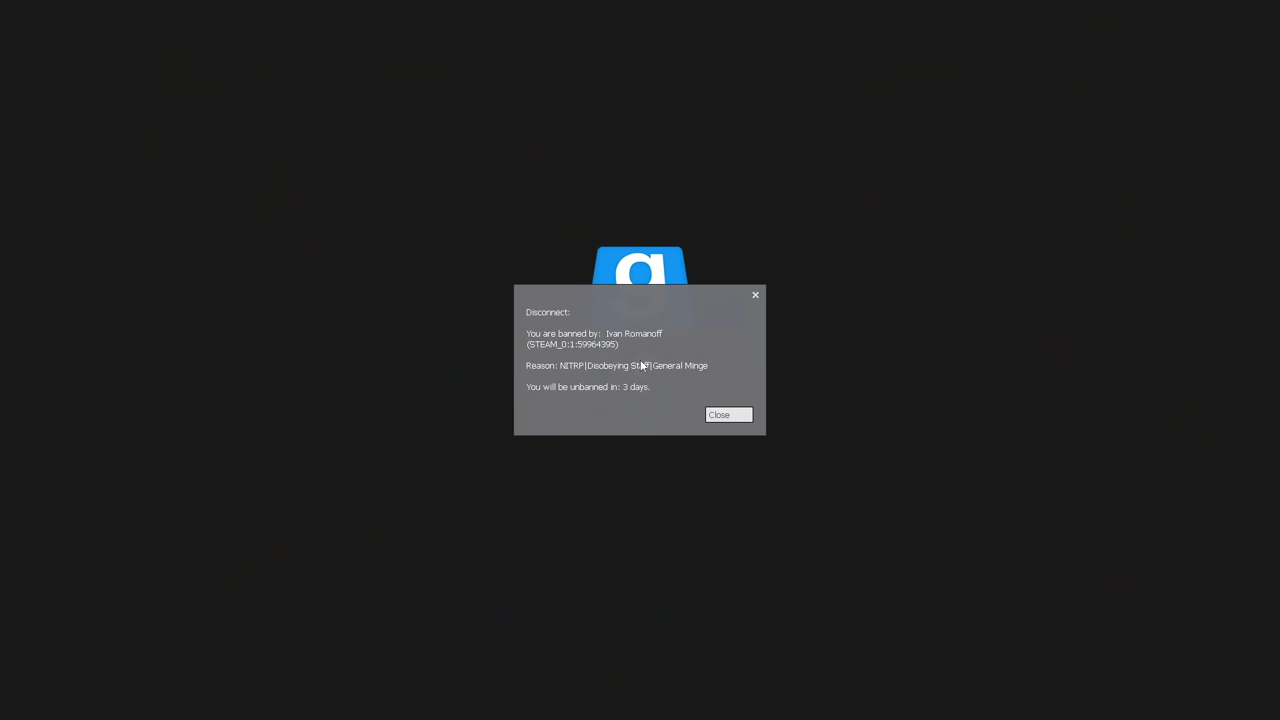 g
Disconnect:
You are banned by:  Ivan Romanoff
(STEAM_0:1:59964395)
Reason: NITRP|Disobeying Staff|General Minge
You will be unbanned in: 3 days.
Close